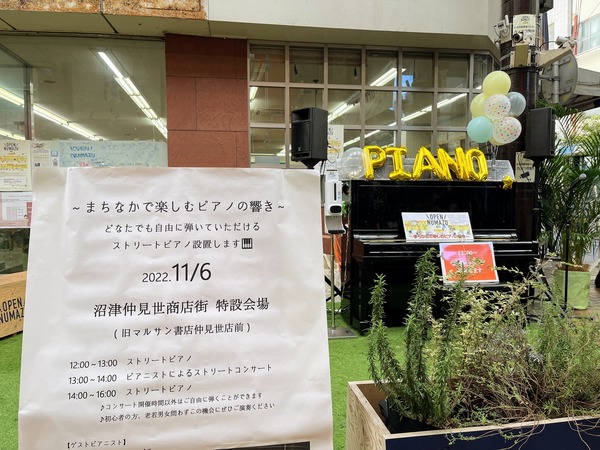 ～まちなかで楽しむピアノの響き～
どなたでも自由に弾いていただける
ストリートピアノ設置します🎹
2022.11/6
沼津仲見世商店街 特設会場
(旧マルサン書店仲見世店前)
12:00～13:00 ストリートピアノ
13:00～14:00 ピアニストによるストリートコンサート
14:00～16:00 ストリートピアノ
♪コンサート開催時間以外はご自由に弾くことができます
♪初心者の方、老若男女問わずこの機会にぜひご演奏ください
【ゲストピアニスト】
PIANO
OPEN
NUMAZU
OPEN
NUMAZU